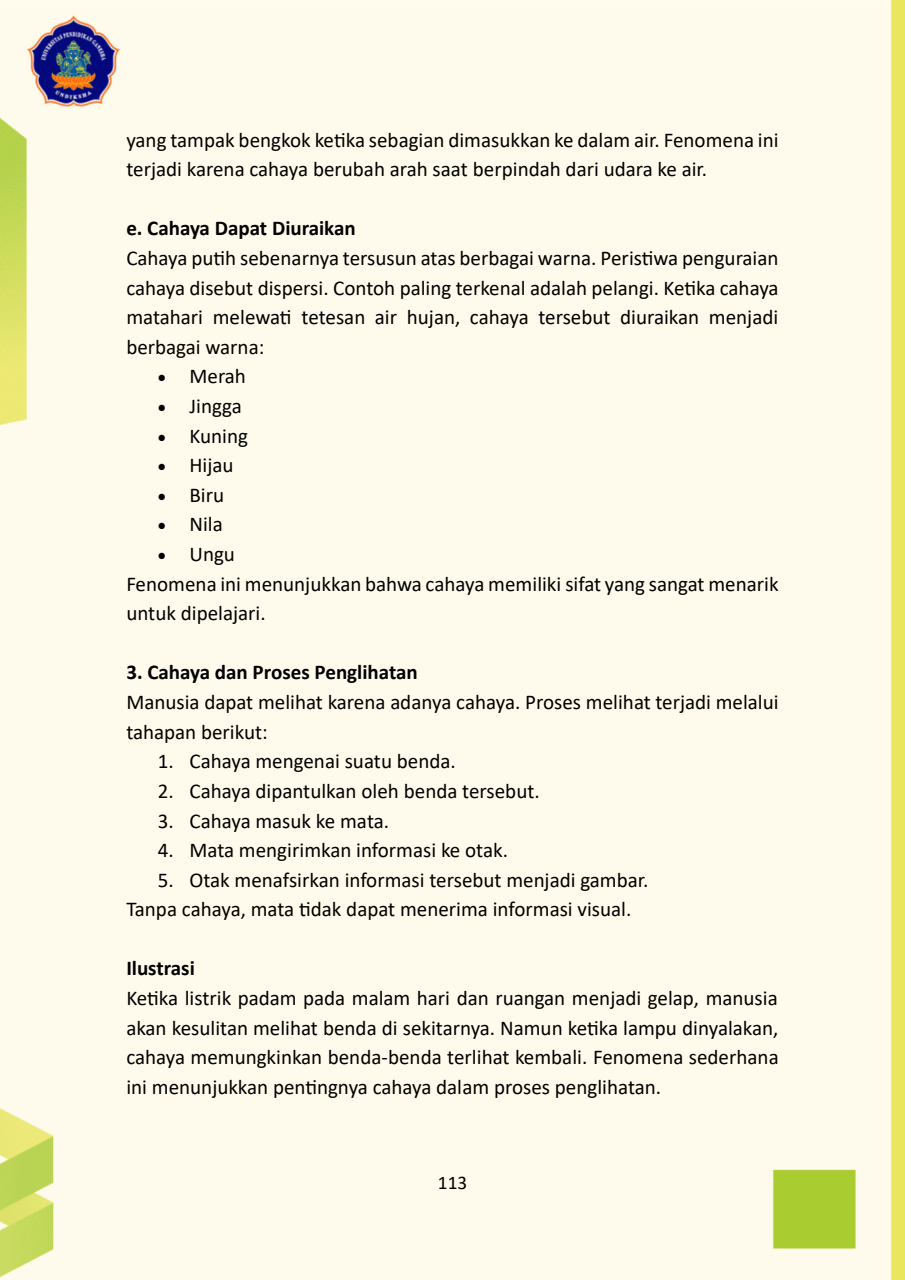 UNIVERSITAS PENDIDIKAN GANESHA
UNDIKSHA
yang tampak bengkok ketika sebagian dimasukkan ke dalam air. Fenomena ini
terjadi karena cahaya berubah arah saat berpindah dari udara ke air.
e. Cahaya Dapat Diuraikan
Cahaya putih sebenarnya tersusun atas berbagai warna. Peristiwa penguraian
cahaya disebut dispersi. Contoh paling terkenal adalah pelangi. Ketika cahaya
matahari melewati tetesan air hujan, cahaya tersebut diuraikan menjadi
berbagai warna:
• Merah
• Jingga
• Kuning
• Hijau
• Biru
• Nila
• Ungu
Fenomena ini menunjukkan bahwa cahaya memiliki sifat yang sangat menarik
untuk dipelajari.
3. Cahaya dan Proses Penglihatan
Manusia dapat melihat karena adanya cahaya. Proses melihat terjadi melalui
tahapan berikut:
1. Cahaya mengenai suatu benda.
2. Cahaya dipantulkan oleh benda tersebut.
3. Cahaya masuk ke mata.
4. Mata mengirimkan informasi ke otak.
5. Otak menafsirkan informasi tersebut menjadi gambar.
Tanpa cahaya, mata tidak dapat menerima informasi visual.
Ilustrasi
Ketika listrik padam pada malam hari dan ruangan menjadi gelap, manusia
akan kesulitan melihat benda di sekitarnya. Namun ketika lampu dinyalakan,
cahaya memungkinkan benda-benda terlihat kembali. Fenomena sederhana
ini menunjukkan pentingnya cahaya dalam proses penglihatan.
113